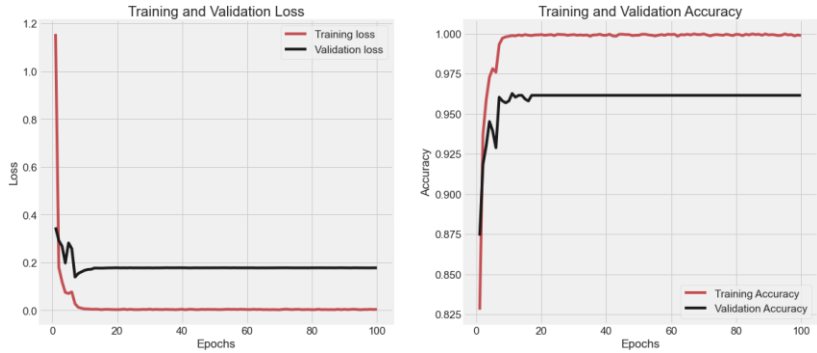 Training and Validation Loss
1.2
1.0
0.8
0.6
0.4
0.2
0.0
Loss
Training loss
Validation loss
0 20 40 60 80 100
Epochs
Training and Validation Accuracy
1.000
0.975
0.950
0.925
0.900
0.875
0.850
0.825
Accuracy
Training Accuracy
Validation Accuracy
0 20 40 60 80 100
Epochs